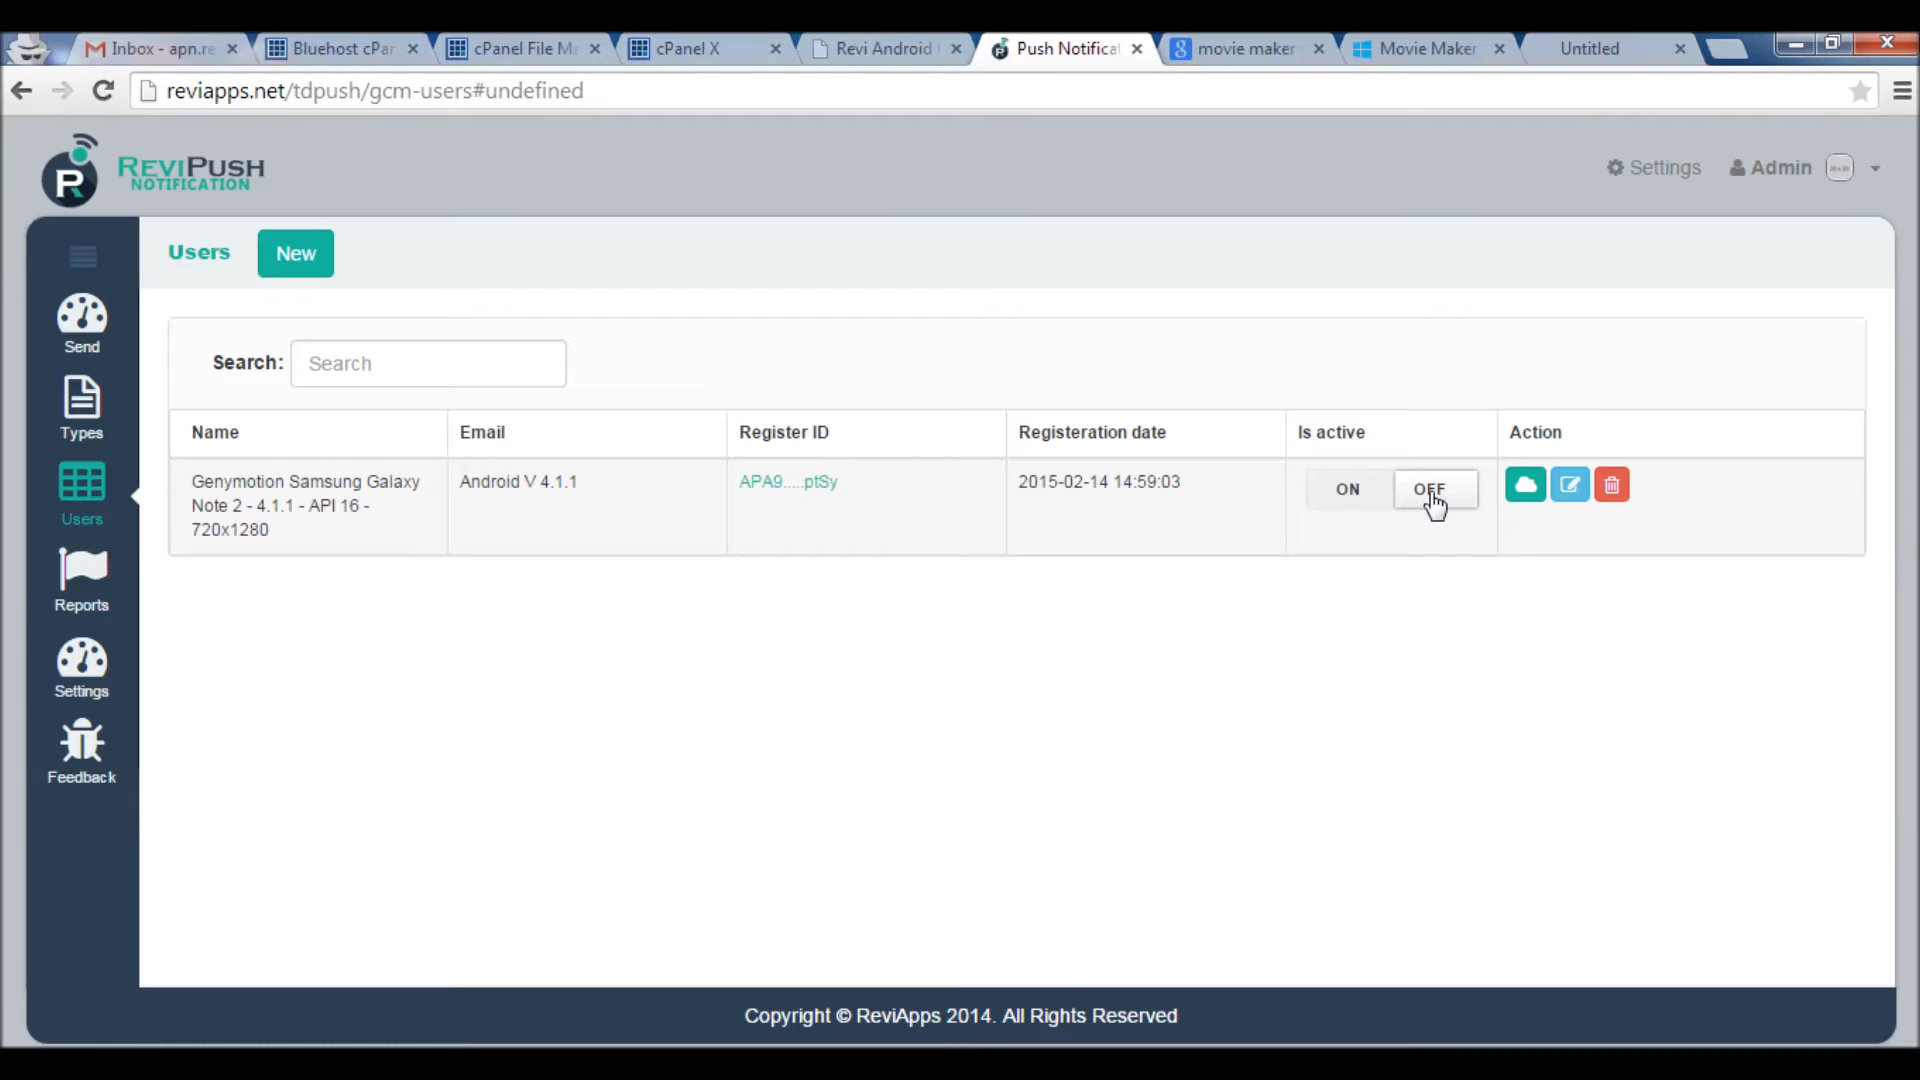 Inbox - apn.re
Bluehost cPar
cPanel File Ma
cPanel X
Revi Android
Push Notifica
movie maker
Movie Maker
Untitled
reviapps.net/tdpush/gcm-users#undefined
REVIPUSH
NOTIFICATION
Settings
Admin
Users
New
Send
Types
Users
Reports
Settings
Feedback
Search: Search
Name Email Register ID Registeration date Is active Action
Genymotion Samsung Galaxy
Note 2 - 4.1.1 - API 16 -
720x1280
Android V 4.1.1
APA9.....ptSy
2015-02-14 14:59:03
ON OFF
Copyright © ReviApps 2014. All Rights Reserved